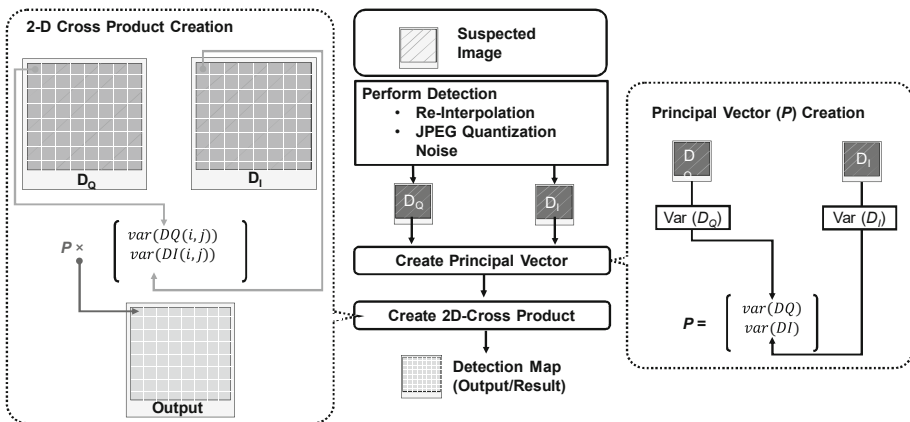 2-D Cross Product Creation
D_Q
D_I
P ×
var(DQ(i,j))
var(DI(i,j))
Output
Suspected
Image
Perform Detection
• Re-Interpolation
• JPEG Quantization
Noise
D_Q
D_I
Create Principal Vector
Create 2D-Cross Product
Detection Map
(Output/Result)
Principal Vector (P) Creation
D
Q
D_I
Var (D_Q)
Var (D_I)
P =
var(DQ)
var(DI)